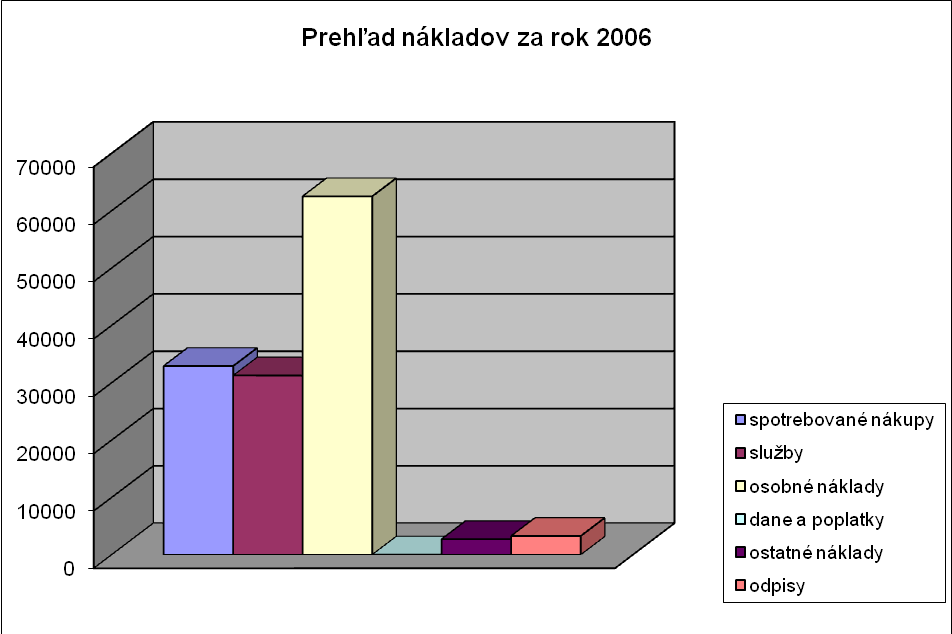 Prehľad nákladov za rok 2006
70000
60000
50000
40000
30000
20000
10000
0
spotrebované nákupy
služby
osobné náklady
dane a poplatky
ostatné náklady
odpisy